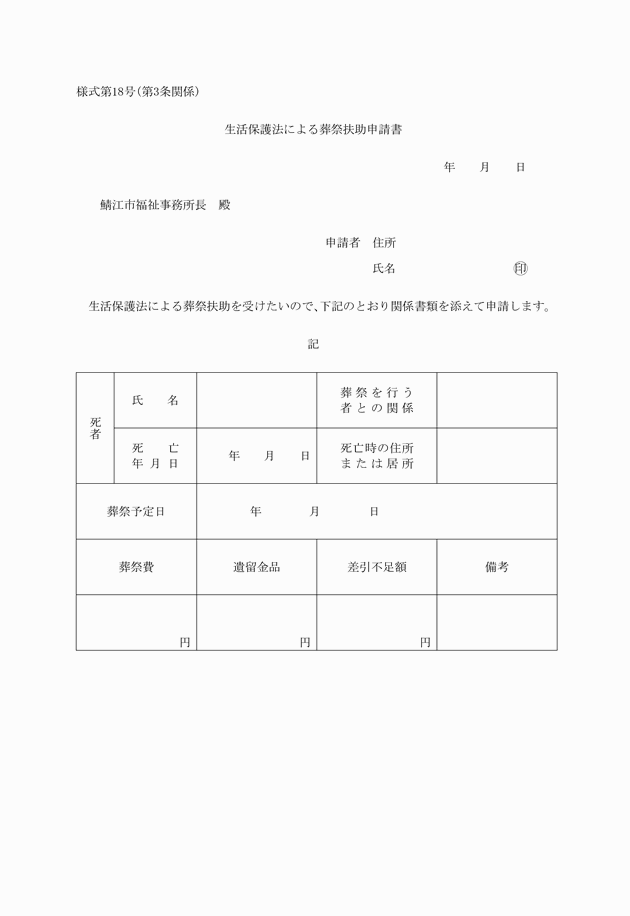 様式第18号(第3条関係)
生活保護法による葬祭扶助申請書
年　　月　　日
鯖江市福祉事務所長　殿
申請者　住所
氏名　　　　　　　　　　㊞
生活保護法による葬祭扶助を受けたいので、下記のとおり関係書類を添えて申請します。
記
死者
氏　　名
葬祭を行う
者との関係
死　　亡
年月日
年　　月　　日
死亡時の住所
または居所
葬祭予定日
年　　　　月　　　　日
葬祭費　遺留金品　差引不足額　備考
円　円　円